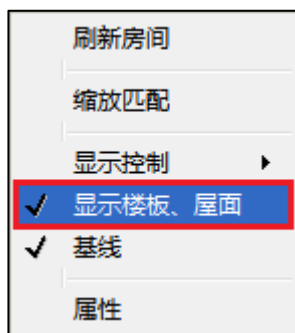 刷新房间
缩放匹配
显示控制
显示楼板、屋面
基线
属性